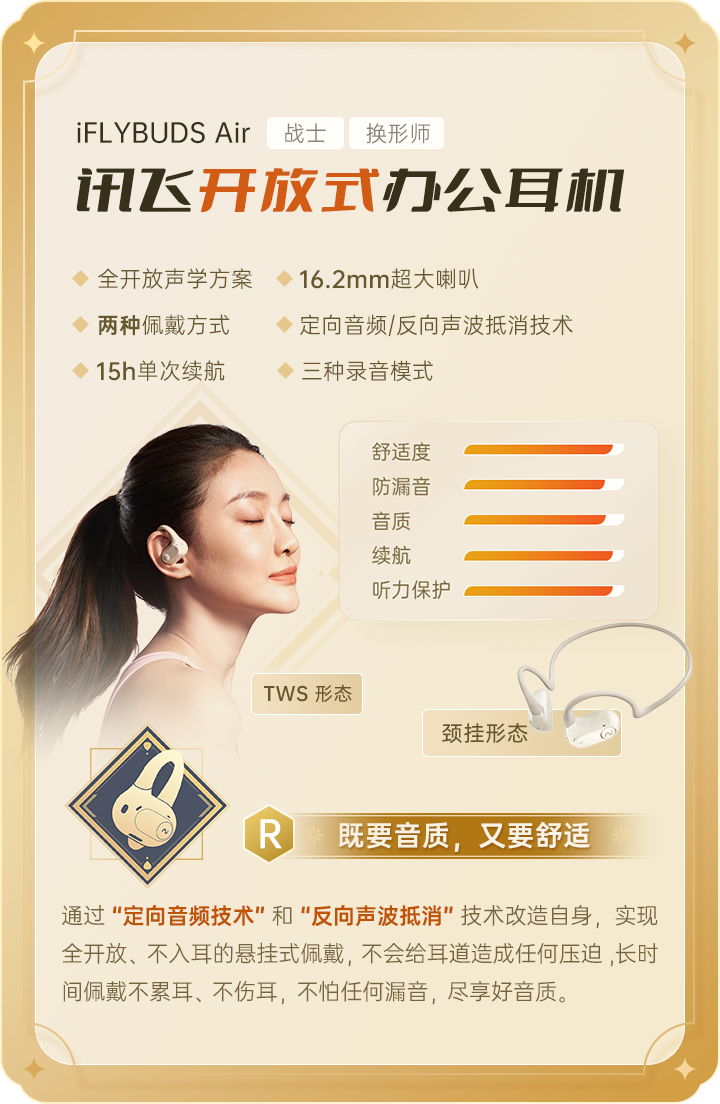 iFLYBUDS Air 战士 换形师
讯飞开放式办公耳机
全开放声学方案 16.2mm超大喇叭
两种佩戴方式 定向音频/反向声波抵消技术
15h单次续航 三种录音模式
舒适度
防漏音
音质
续航
听力保护
TWS 形态
颈挂形态
R 既要音质，又要舒适
通过 “定向音频技术” 和 “反向声波抵消” 技术改造自身，实现
全开放、不入耳的悬挂式佩戴，不会给耳道造成任何压迫 ,长时
间佩戴不累耳、不伤耳，不怕任何漏音，尽享好音质。